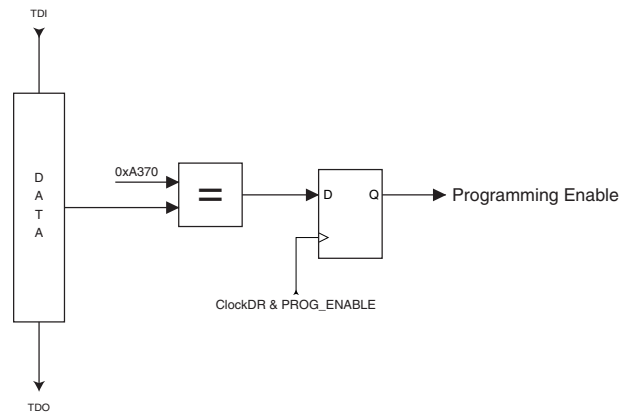 TDI
D
A
T
A
0xA370
=
D
Q
Programming Enable
ClockDR & PROG_ENABLE
TDO